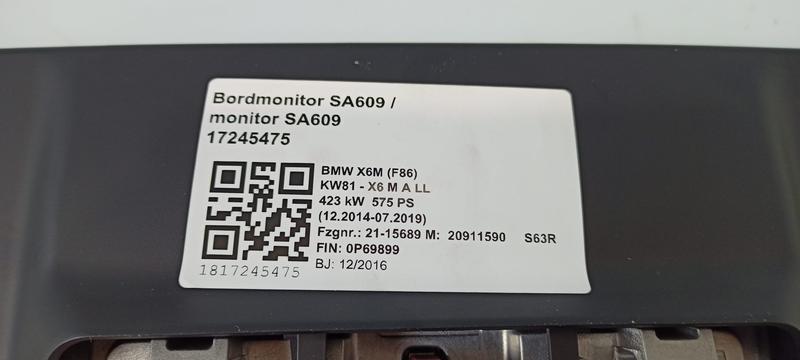 Bordmonitor SA609 /
monitor SA609
17245475
BMW X6M (F86)
KW81 - X6 M A LL
423 kW 575 PS
(12.2014-07.2019)
Fzgnr.: 21-15689 M: 20911590 S63R
FIN: 0P69899
BJ: 12/2016
1817245475